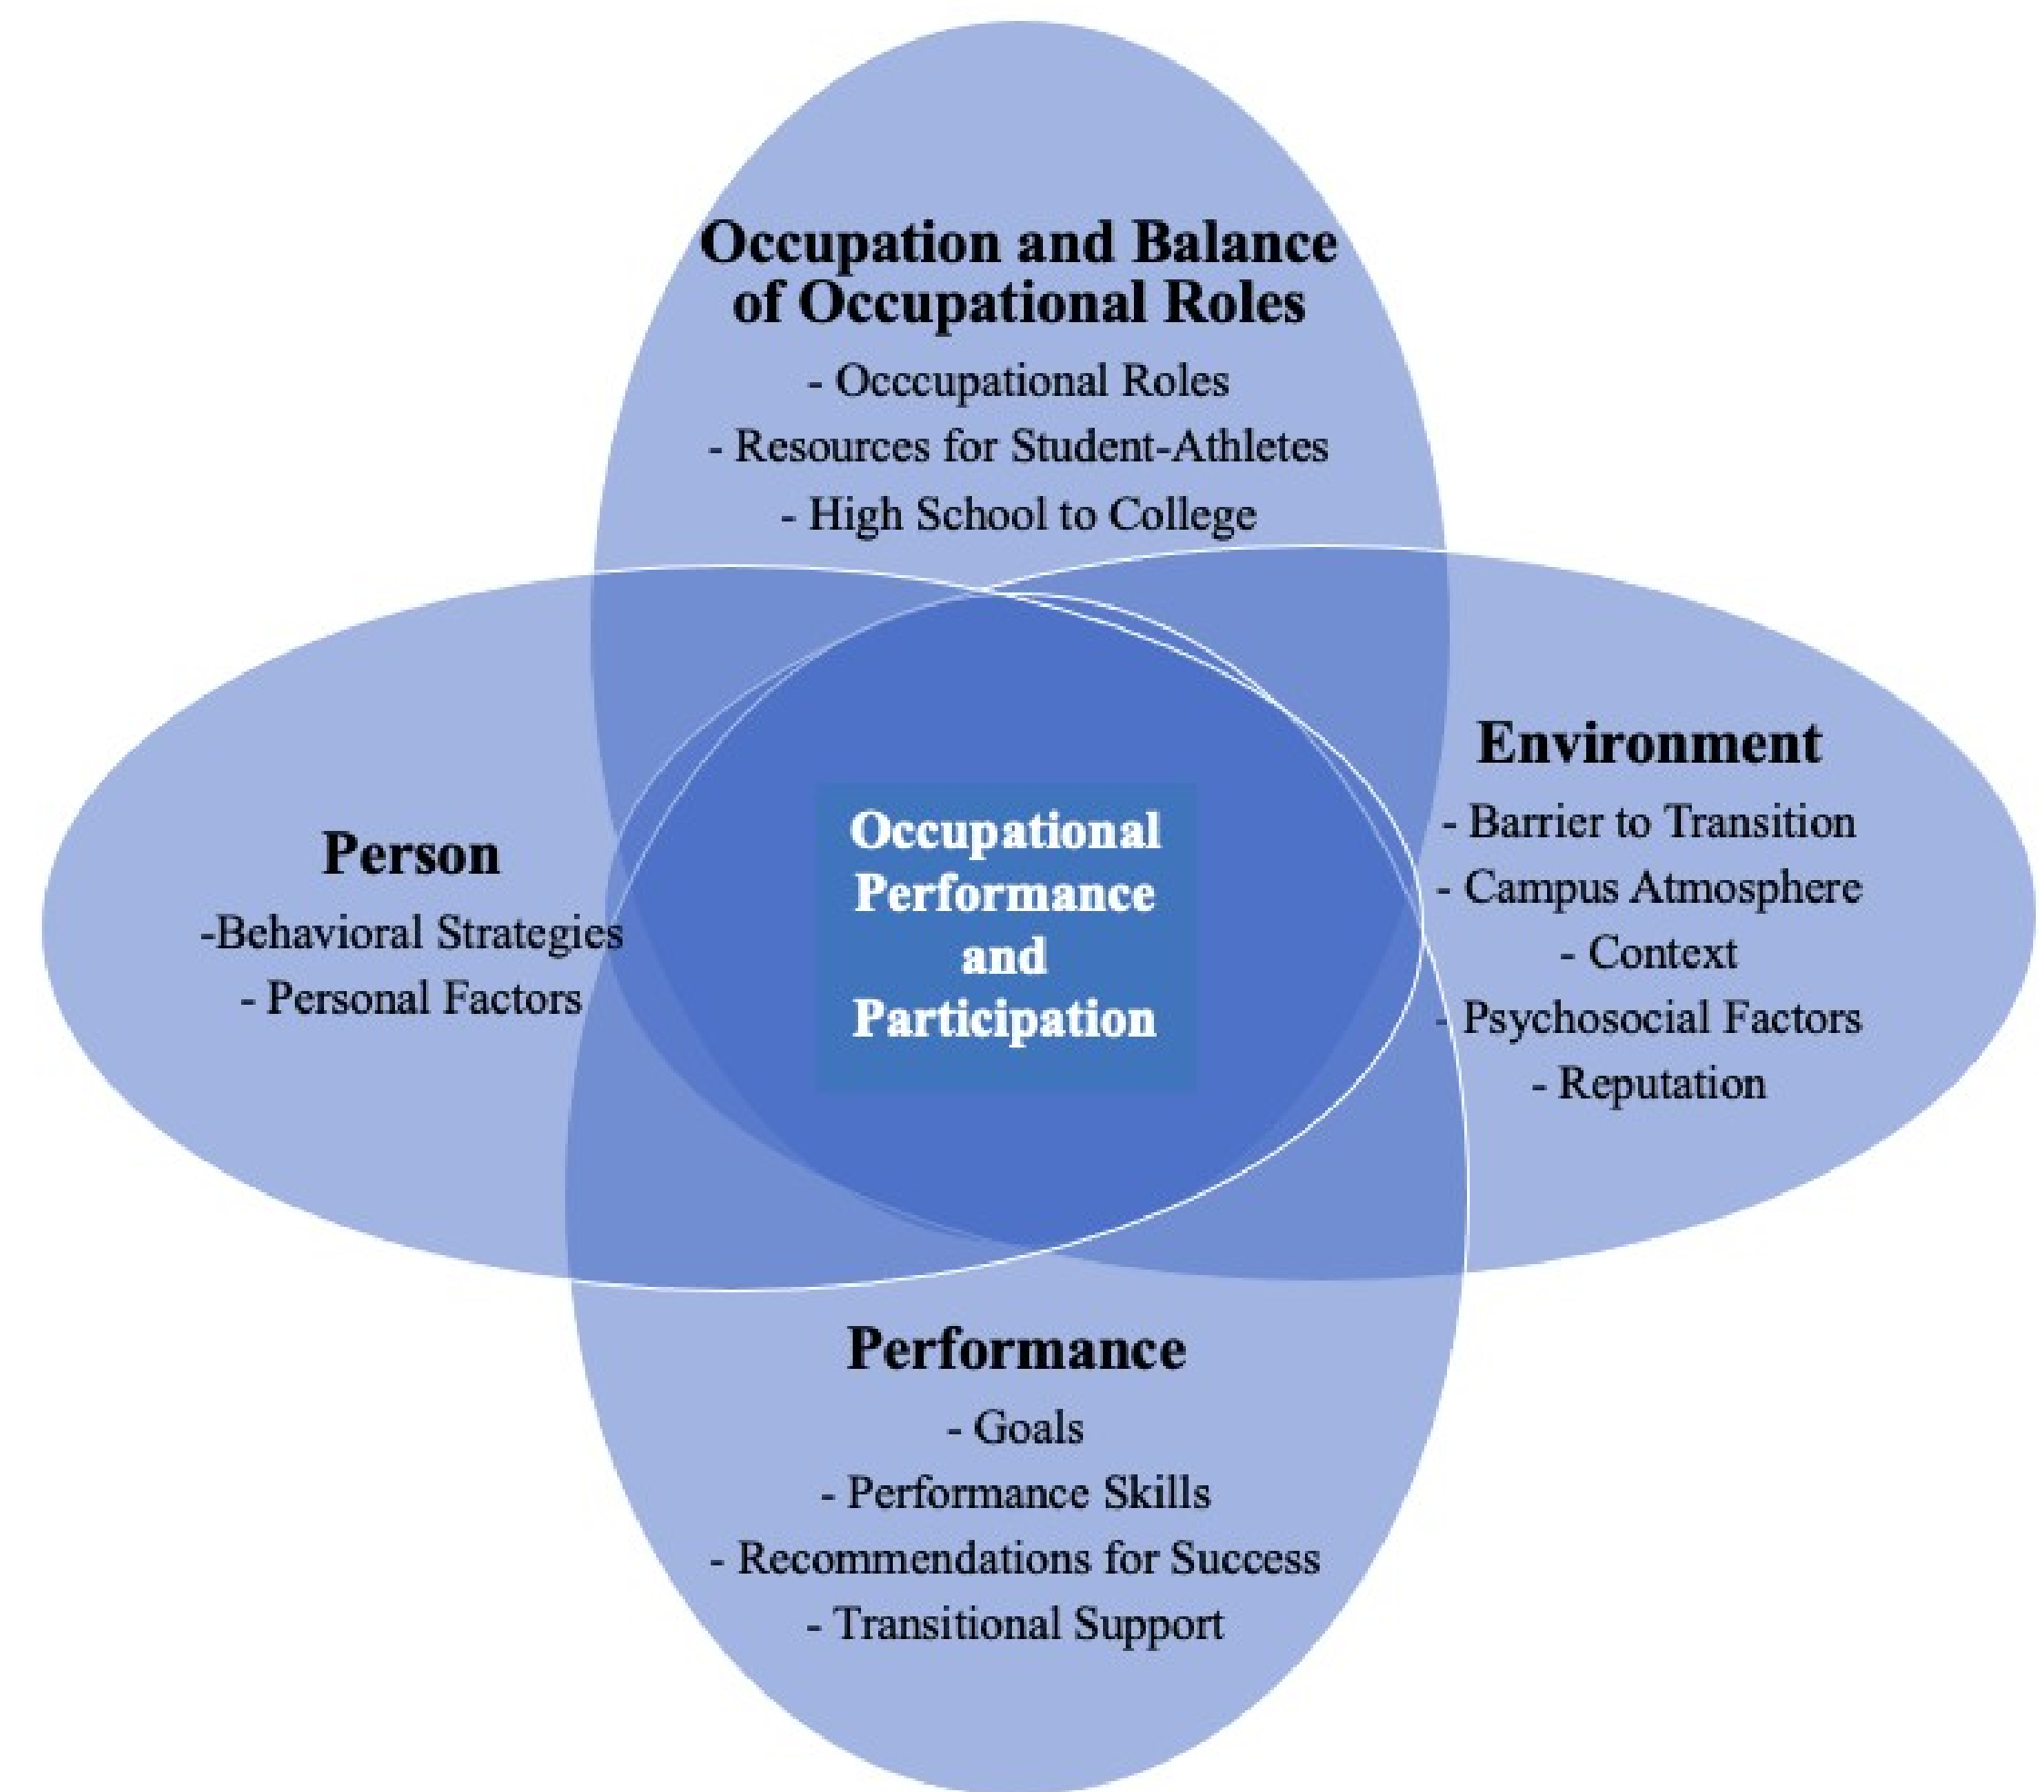 Occupation and Balance
of Occupational Roles
- Occcupational Roles
- Resources for Student-Athletes
- High School to College
Person
-Behavioral Strategies
- Personal Factors
Occupational
Performance
and
Participation
Environment
- Barrier to Transition
- Campus Atmosphere
- Context
- Psychosocial Factors
- Reputation
Performance
- Goals
- Performance Skills
- Recommendations for Success
- Transitional Support